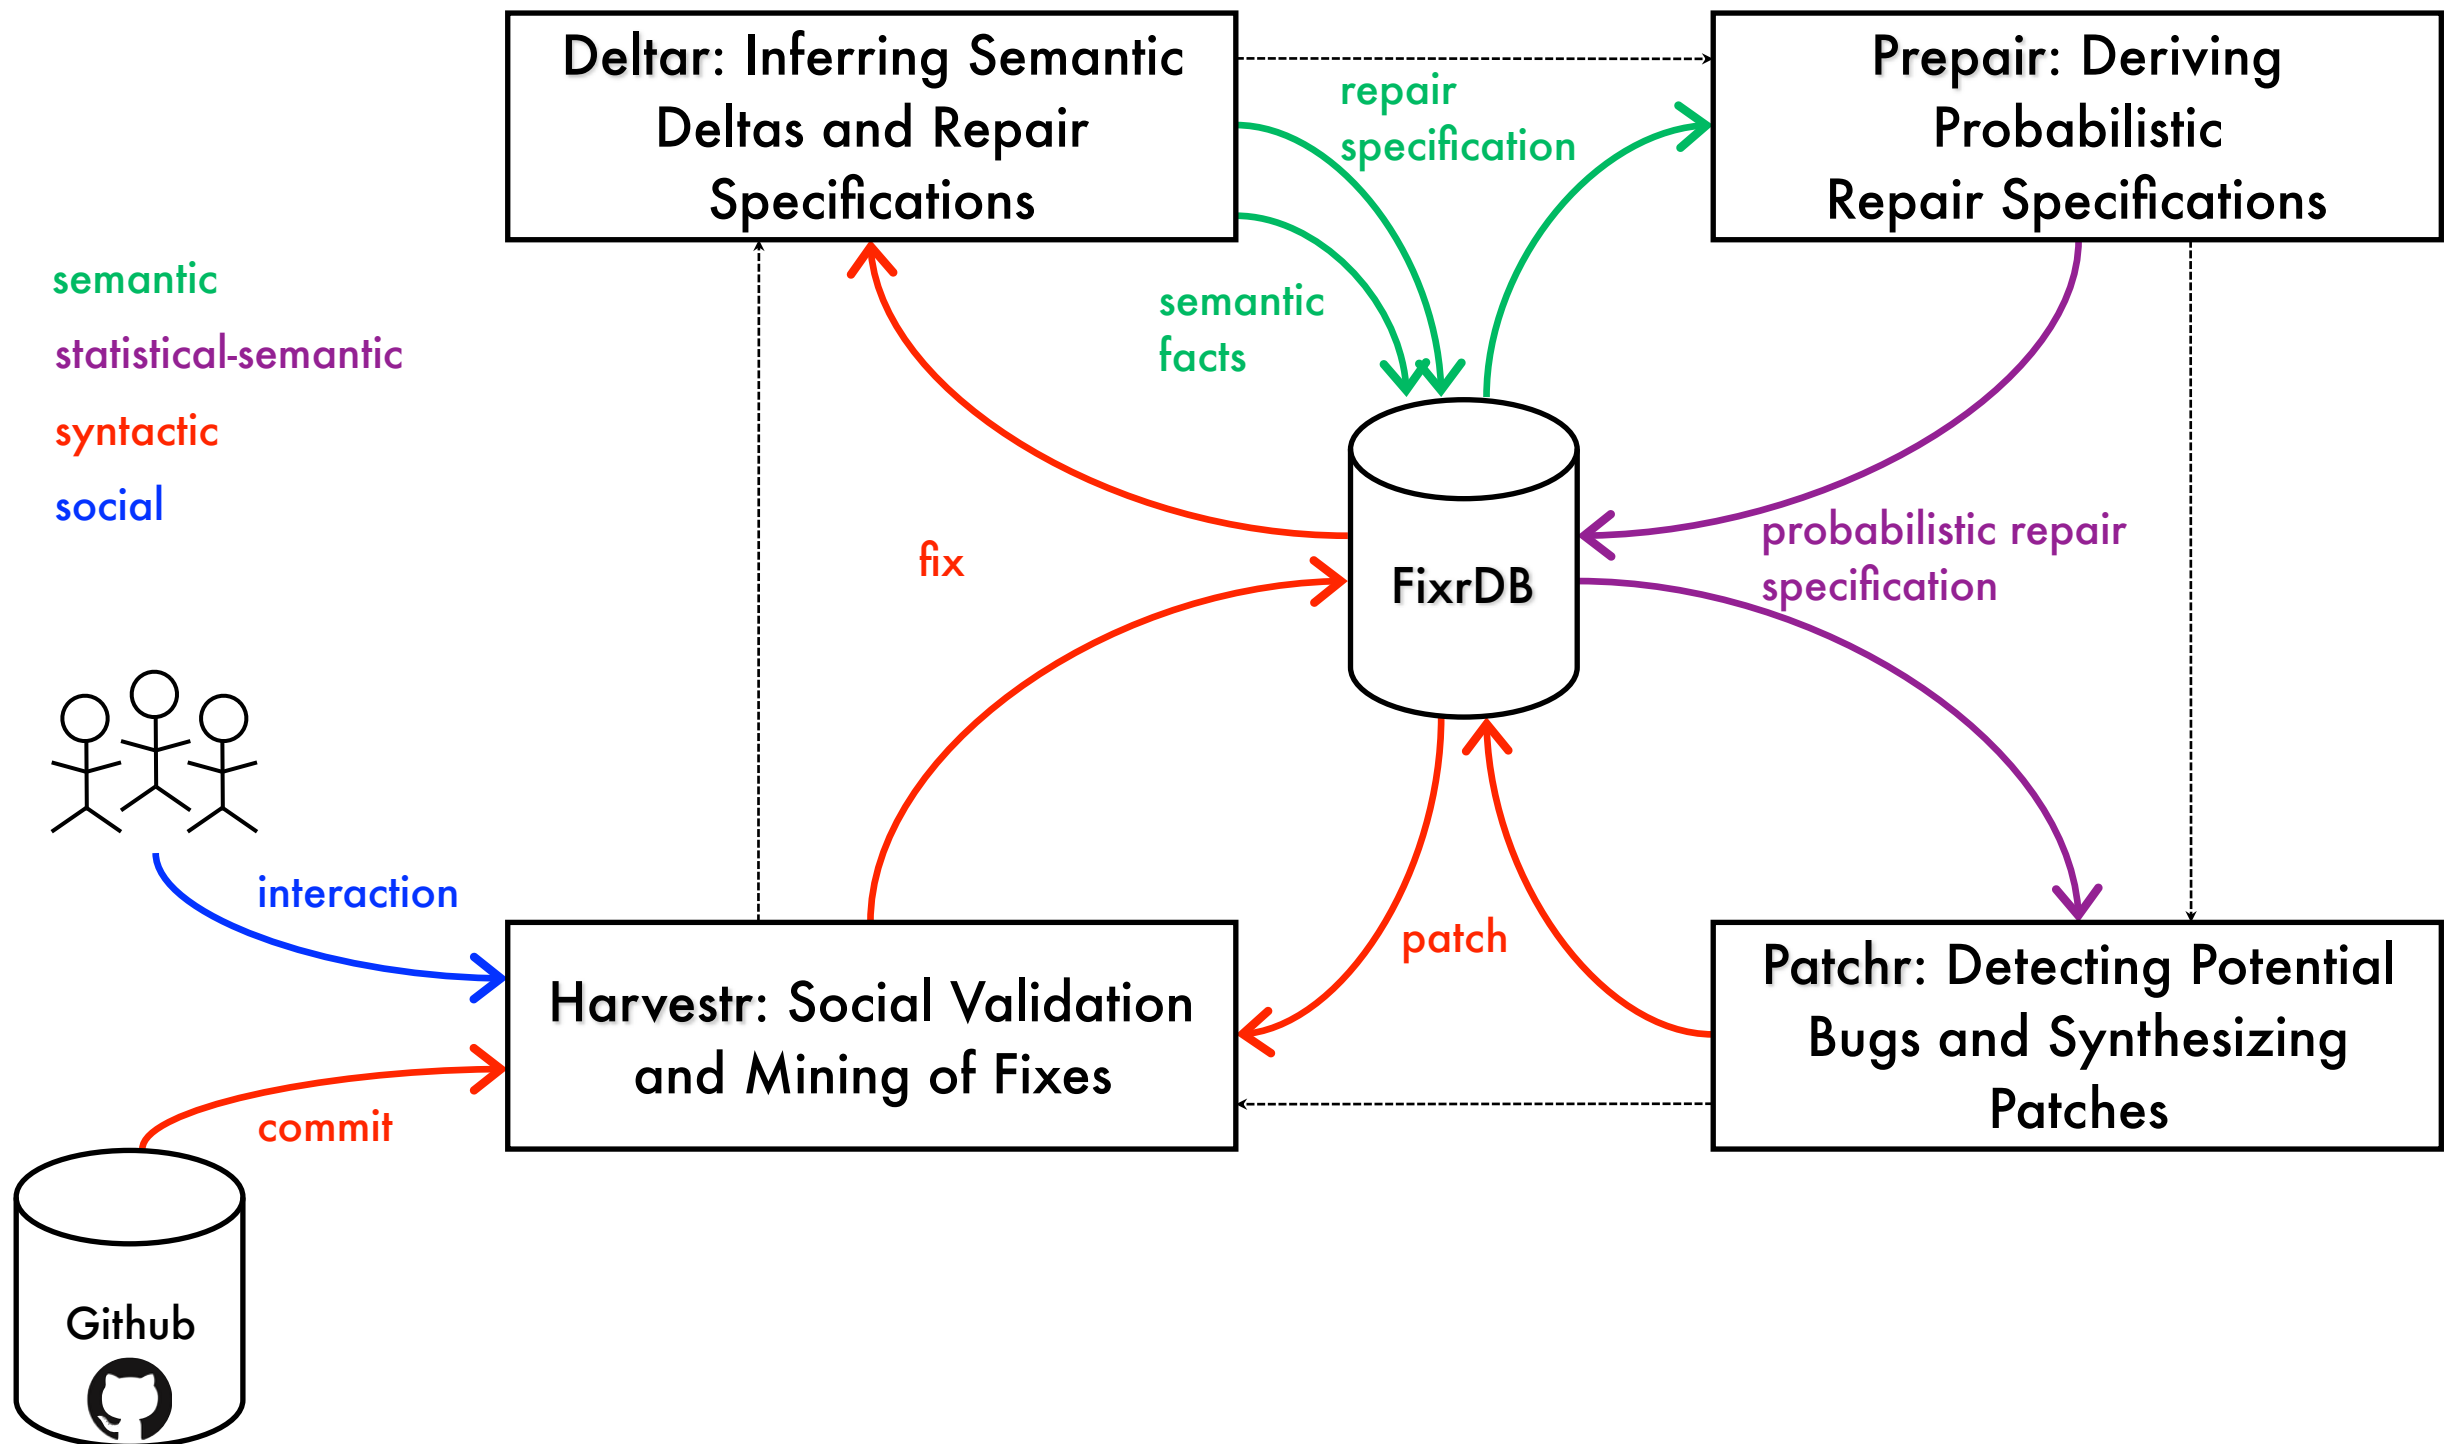 Deltar: Inferring Semantic
Deltas and Repair
Specifications
Prepair: Deriving
Probabilistic
Repair Specifications
repair
specification
semantic
facts
semantic
statistical-semantic
syntactic
social
fix
FixrDB
probabilistic repair
specification
interaction
commit
patch
Harvestr: Social Validation
and Mining of Fixes
Patchr: Detecting Potential
Bugs and Synthesizing
Patches
Github